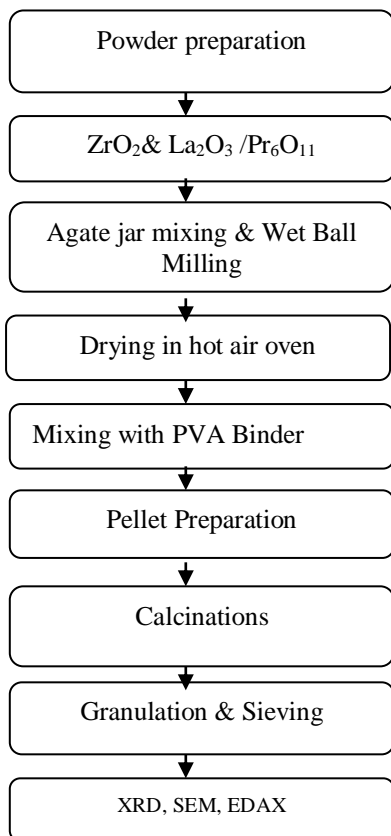 Powder preparation
ZrO₂& La₂O₃ /Pr₆O₁₁
Agate jar mixing & Wet Ball
Milling
Drying in hot air oven
Mixing with PVA Binder
Pellet Preparation
Calcinations
Granulation & Sieving
XRD, SEM, EDAX